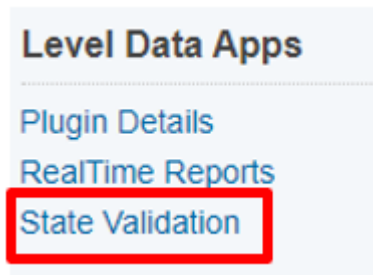 Level Data Apps
Plugin Details
RealTime Reports
State Validation